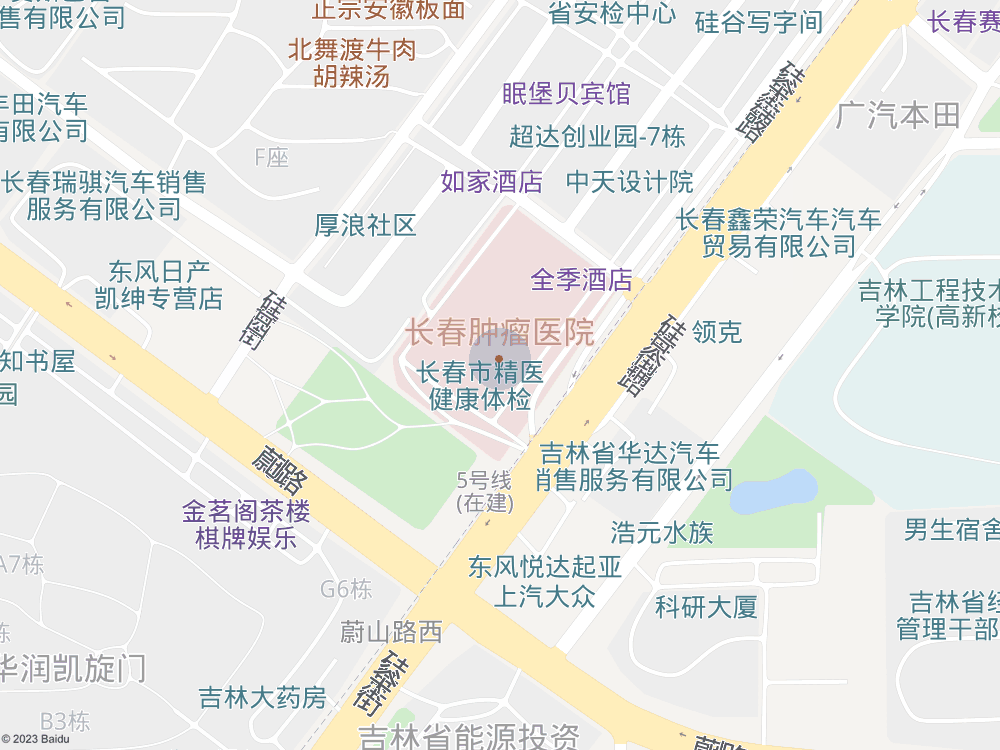 售有限公司
正宗安徽板面
省安检中心
硅谷写字间
长春赛
北舞渡牛肉
胡辣汤
眠堡贝宾馆
丰田汽车
有限公司
广汽本田
超达创业园-7栋
F座
长春瑞骐汽车销售
服务有限公司
如家酒店
中天设计院
厚浪社区
长春鑫荣汽车汽车
贸易有限公司
东风日产
凯绅专营店
全季酒店
吉林工程技术
学院(高新校
长春肿瘤医院
领克
知书屋
园
长春市精医
健康体检
蔚山路
吉林省华达汽车
销售服务有限公司
5号线
(在建)
金茗阁茶楼
棋牌娱乐
浩元水族
男生宿舍
A7栋
东风悦达起亚
上汽大众
G6栋
科研大厦
吉林省经
管理干部
栋
蔚山路西
华润凯旋门
吉林大药房
B3栋
吉林省能源投资
© 2023 Baidu